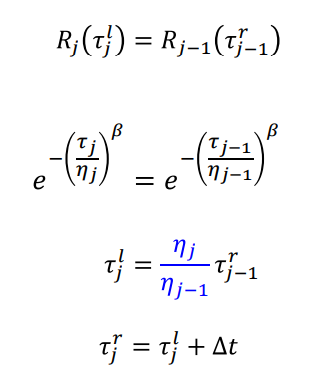 R_j(τ_j^l) = R_{j−1}(τ_{j−1}^r)
e^{−(τ_j/η_j)^β} = e^{−(τ_{j−1}/η_{j−1})^β}
τ_j^l = η_j/η_{j−1} τ_{j−1}^r
τ_j^r = τ_j^l + Δt